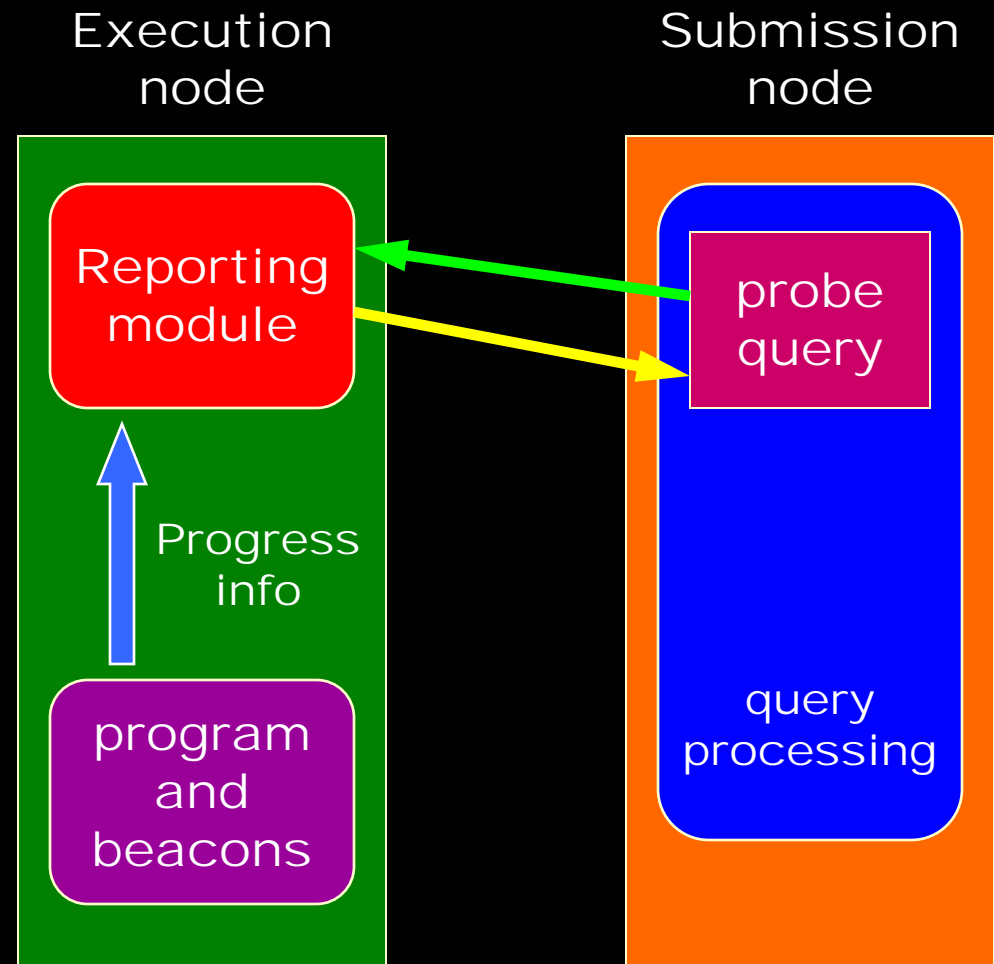 Execution
node
Submission
node
Reporting
module
probe
query
Progress
info
program
and
beacons
query
processing